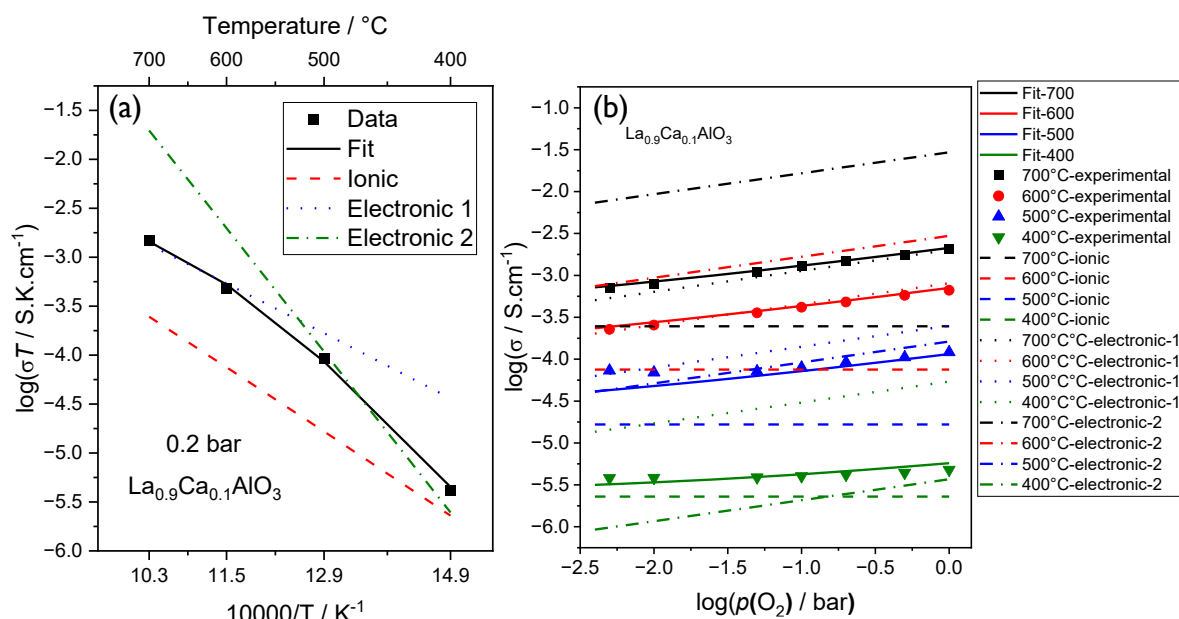 Temperature / °C
700 600 500 400
(a)
Data
Fit
Ionic
Electronic 1
Electronic 2
log(σT / S.K.cm⁻¹)
−1.5
−2.0
−2.5
−3.0
−3.5
−4.0
−4.5
−5.0
−5.5
−6.0
0.2 bar
La₀.₉Ca₀.₁AlO₃
10.3 11.5 12.9 14.9
10000/T / K⁻¹
(b)
La₀.₉Ca₀.₁AlO₃
log(σ / S.cm⁻¹)
−1.0
−1.5
−2.0
−2.5
−3.0
−3.5
−4.0
−4.5
−5.0
−5.5
−6.0
−2.5 −2.0 −1.5 −1.0 −0.5 0.0
log(p(O₂) / bar)
Fit-700
Fit-600
Fit-500
Fit-400
700°C-experimental
600°C-experimental
500°C-experimental
400°C-experimental
700°C-ionic
600°C-ionic
500°C-ionic
400°C-ionic
700°C°C-electronic-1
600°C°C-electronic-1
500°C°C-electronic-1
400°C°C-electronic-1
700°C-electronic-2
600°C-electronic-2
500°C-electronic-2
400°C-electronic-2